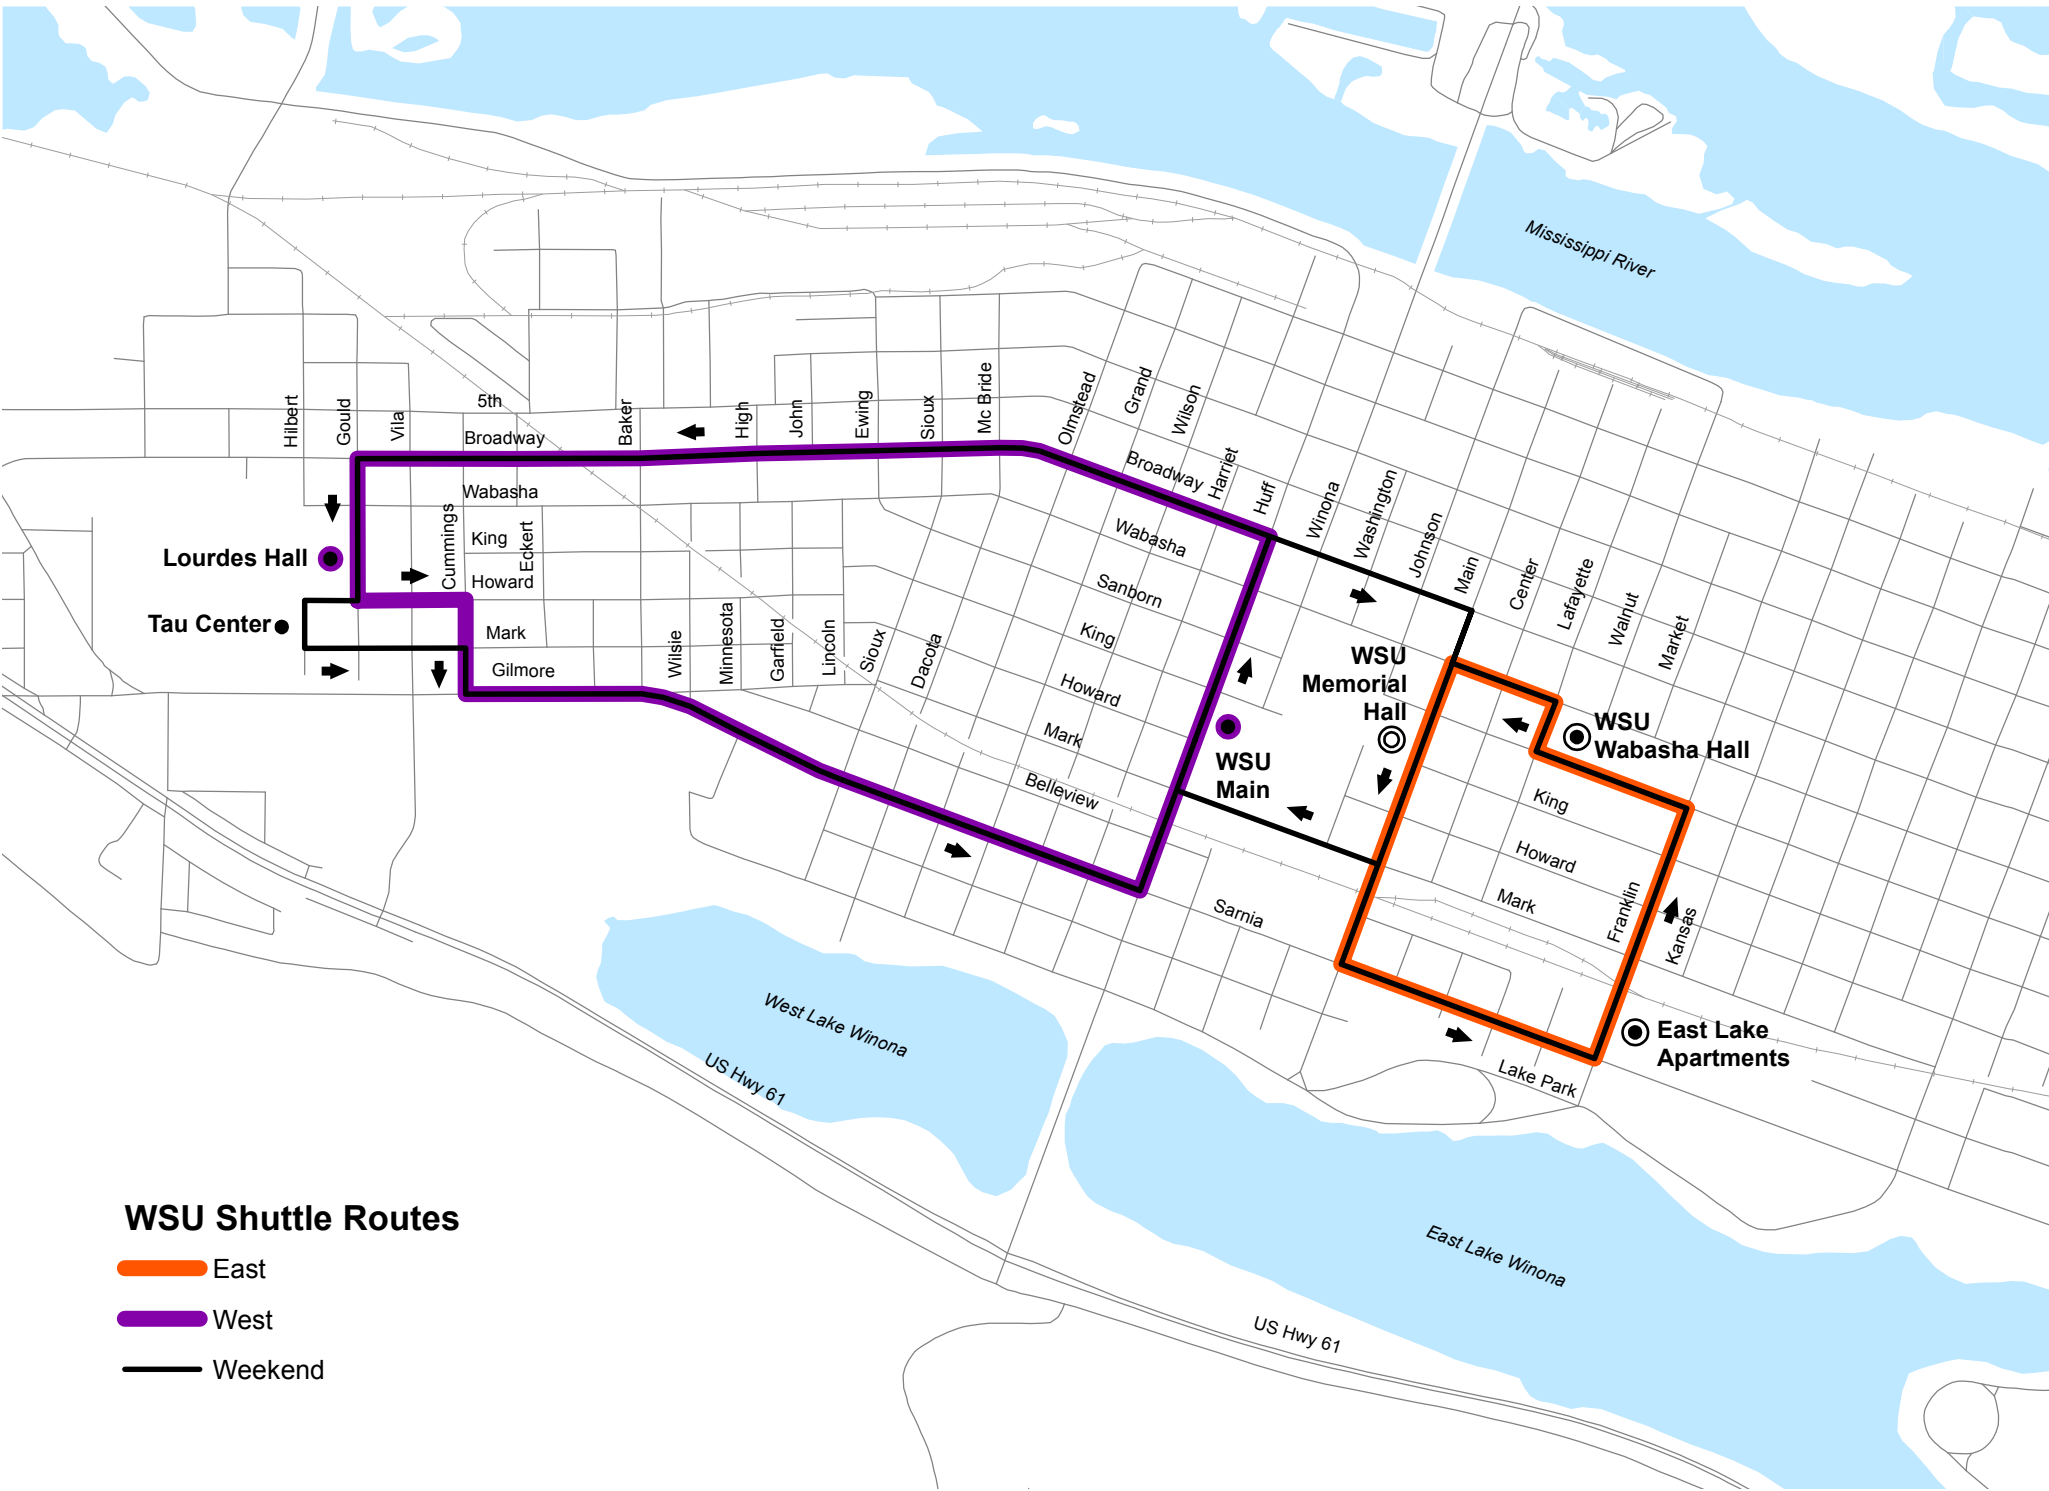 Mississippi River
Hilbert
Gould
Vila
5th
Broadway
Baker
High
John
Ewing
Sioux
Mc Bride
Olmstead
Grand
Wilson
Broadway
Harriet
Huff
Winona
Washington
Johnson
Main
Center
Lafayette
Walnut
Market
Wabasha
Cummings
King
Eckert
Howard
Mark
Gilmore
Wilsie
Minnesota
Garfield
Lincoln
Sioux
Dacota
Wabasha
Sanborn
King
Howard
Mark
Belleview
Sarnia
Lourdes Hall
Tau Center
WSU
Main
WSU
Memorial
Hall
WSU
Wabasha Hall
King
Howard
Mark
Franklin
Kansas
East Lake
Apartments
Lake Park
West Lake Winona
US Hwy 61
East Lake Winona
US Hwy 61
WSU Shuttle Routes
East
West
Weekend